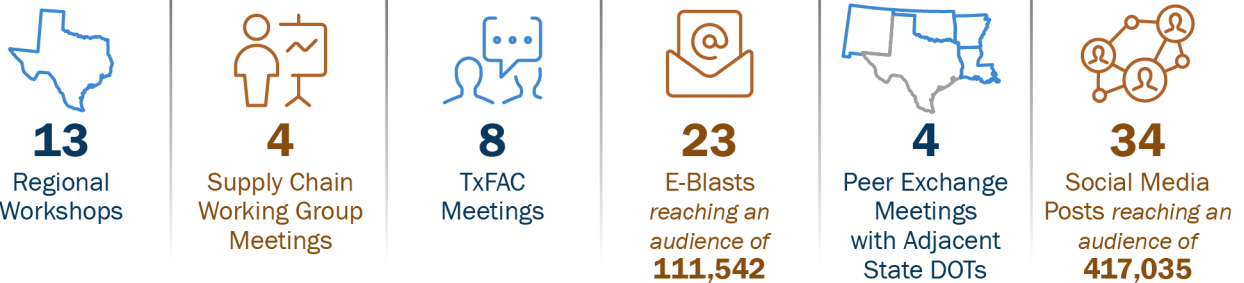 13
Regional
Workshops
4
Supply Chain
Working Group
Meetings
8
TxFAC
Meetings
@
23
E-Blasts
reaching an
audience of
111,542
4
Peer Exchange
Meetings
with Adjacent
State DOTs
34
Social Media
Posts reaching an
audience of
417,035